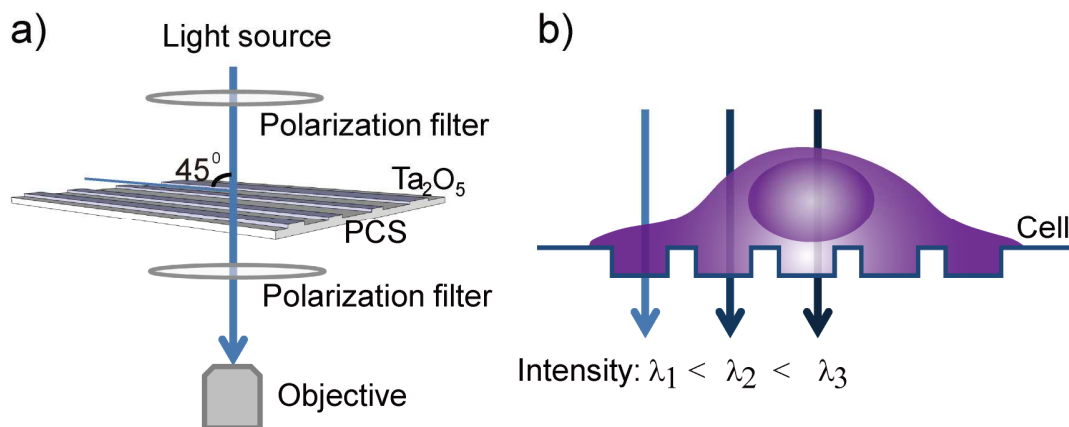 a)
Light source
Polarization filter
45⁰
Ta₂O₅
PCS
Polarization filter
Objective
b)
Cell
Intensity: λ₁ < λ₂ < λ₃